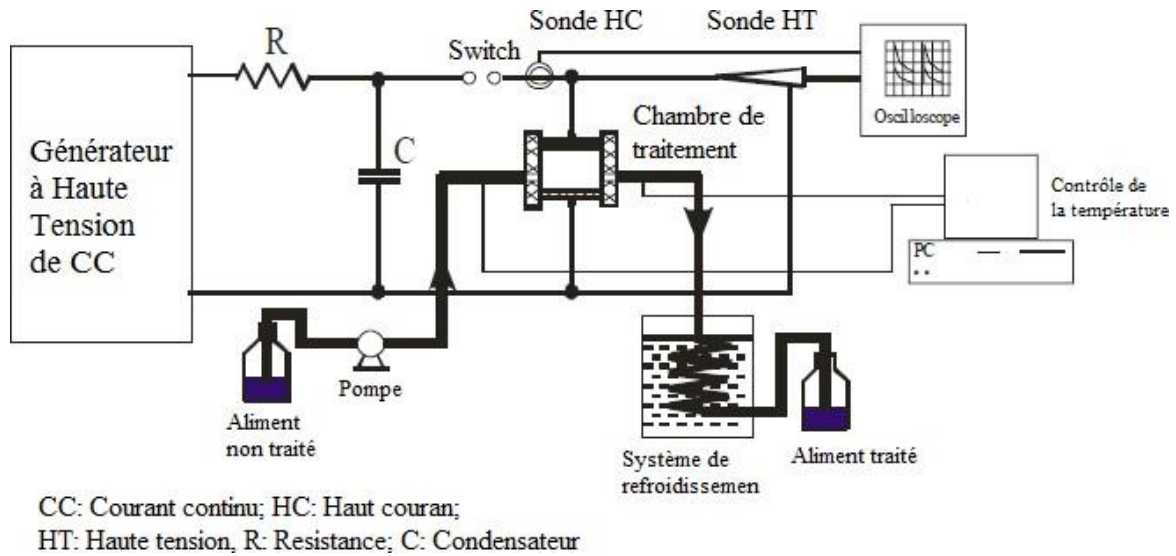 Sonde HC
Sonde HT
R
Switch
Oscilloscope
Générateur
à Haute
Tension
de CC
C
Chambre de
traitement
Contrôle de
la température
PC
Pompe
Aliment
non traité
Système de
refroidissemen
Aliment traité
CC: Courant continu; HC: Haut couran;
HT: Haute tension, R: Resistance; C: Condensateur